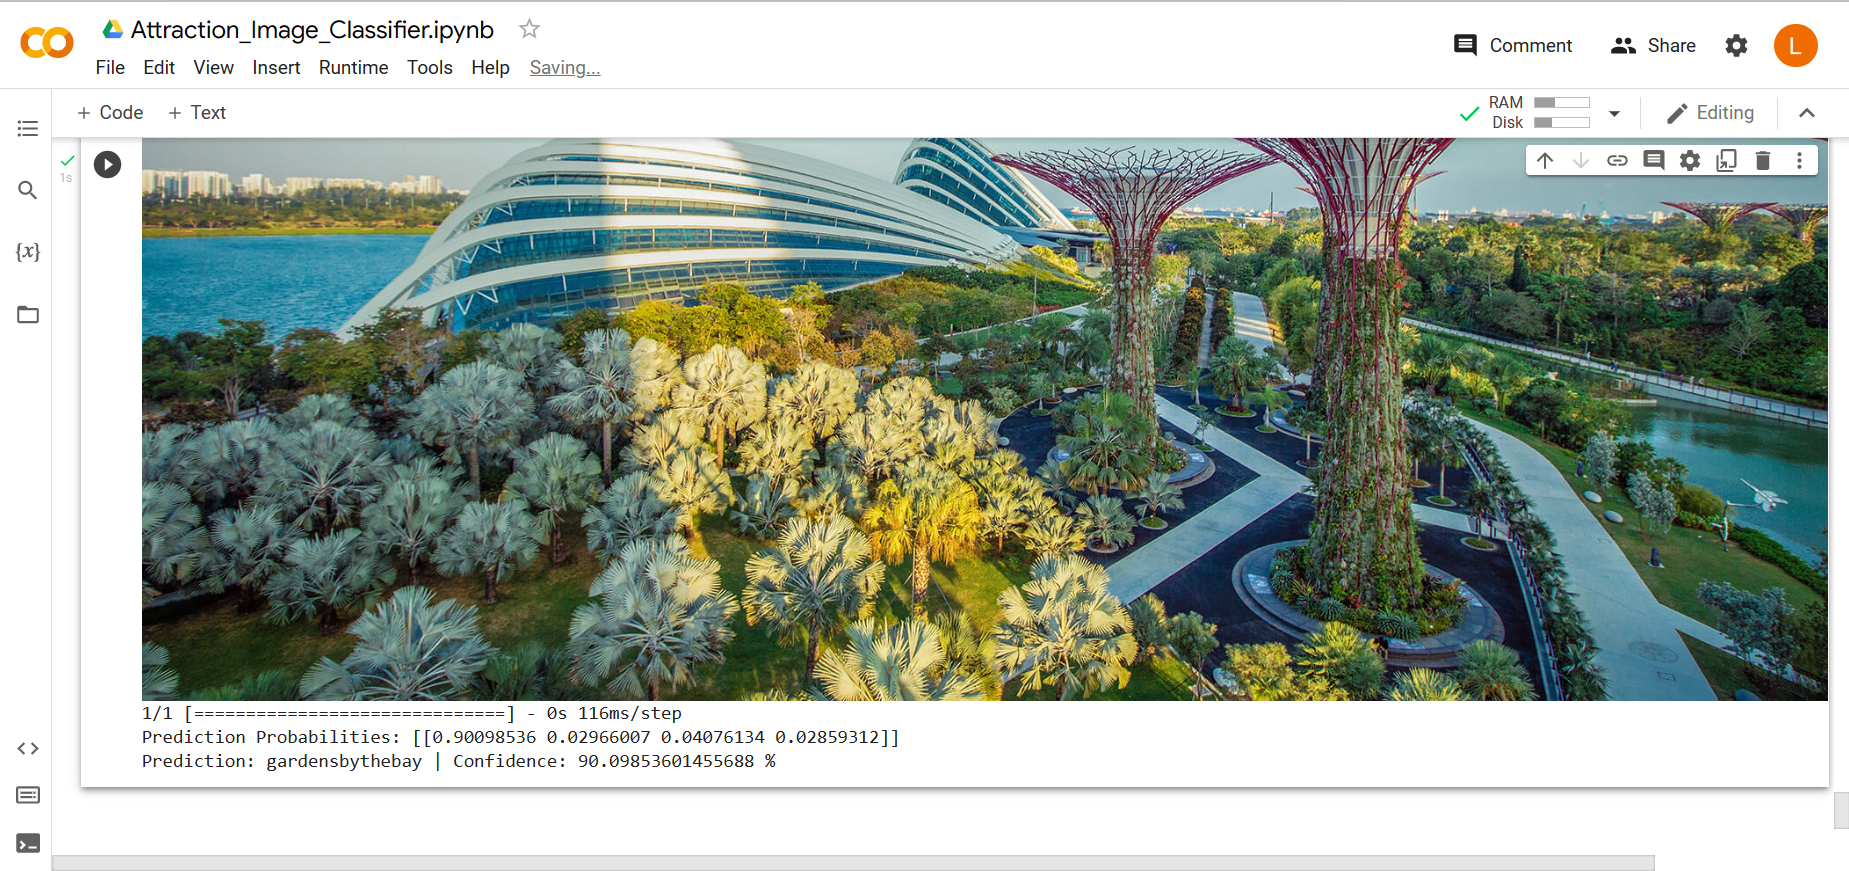 Attraction_Image_Classifier.ipynb
Comment
Share
L
File Edit View Insert Runtime Tools Help Saving...
+ Code + Text
RAM
Disk
Editing
1s
{x}
1/1 [==============================] - 0s 116ms/step
Prediction Probabilities: [[0.90098536 0.02966007 0.04076134 0.02859312]]
Prediction: gardensbythebay | Confidence: 90.09853601455688 %